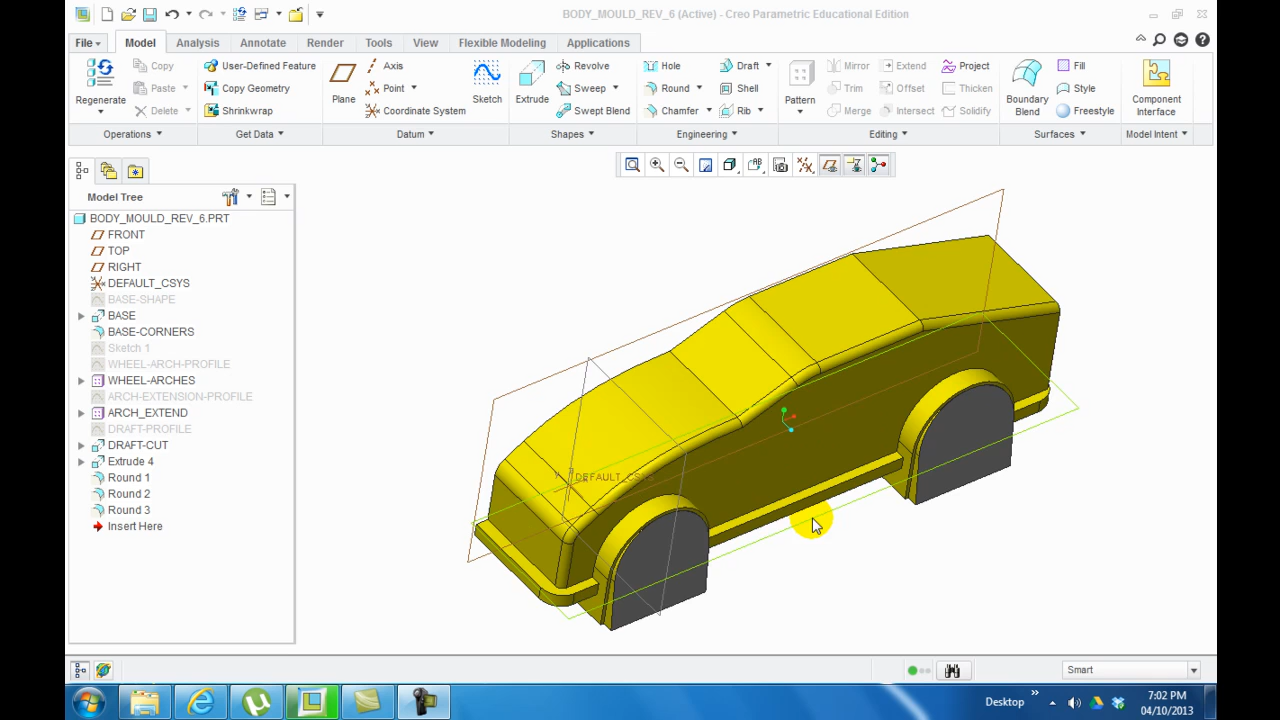 BODY_MOULD_REV_6 (Active) - Creo Parametric Educational Edition
File Model Analysis Annotate Render Tools View Flexible Modeling Applications
Regenerate
Copy
Paste
Delete
User-Defined Feature
Copy Geometry
Shrinkwrap
Plane
Axis
Point
Coordinate System
Sketch
Extrude
Revolve
Sweep
Swept Blend
Hole
Round
Chamfer
Draft
Shell
Rib
Pattern
Mirror
Trim
Merge
Extend
Offset
Intersect
Project
Thicken
Solidify
Boundary
Blend
Fill
Style
Freestyle
Component
Interface
Operations Get Data Datum Shapes Engineering Editing Surfaces Model Intent
Model Tree
BODY_MOULD_REV_6.PRT
FRONT
TOP
RIGHT
DEFAULT_CSYS
BASE-SHAPE
BASE
BASE-CORNERS
Sketch 1
WHEEL-ARCH-PROFILE
WHEEL-ARCHES
ARCH-EXTENSION-PROFILE
ARCH_EXTEND
DRAFT-PROFILE
DRAFT-CUT
Extrude 4
Round 1
Round 2
Round 3
Insert Here
DEFAULT_CSYS
Smart
Desktop
7:02 PM
04/10/2013